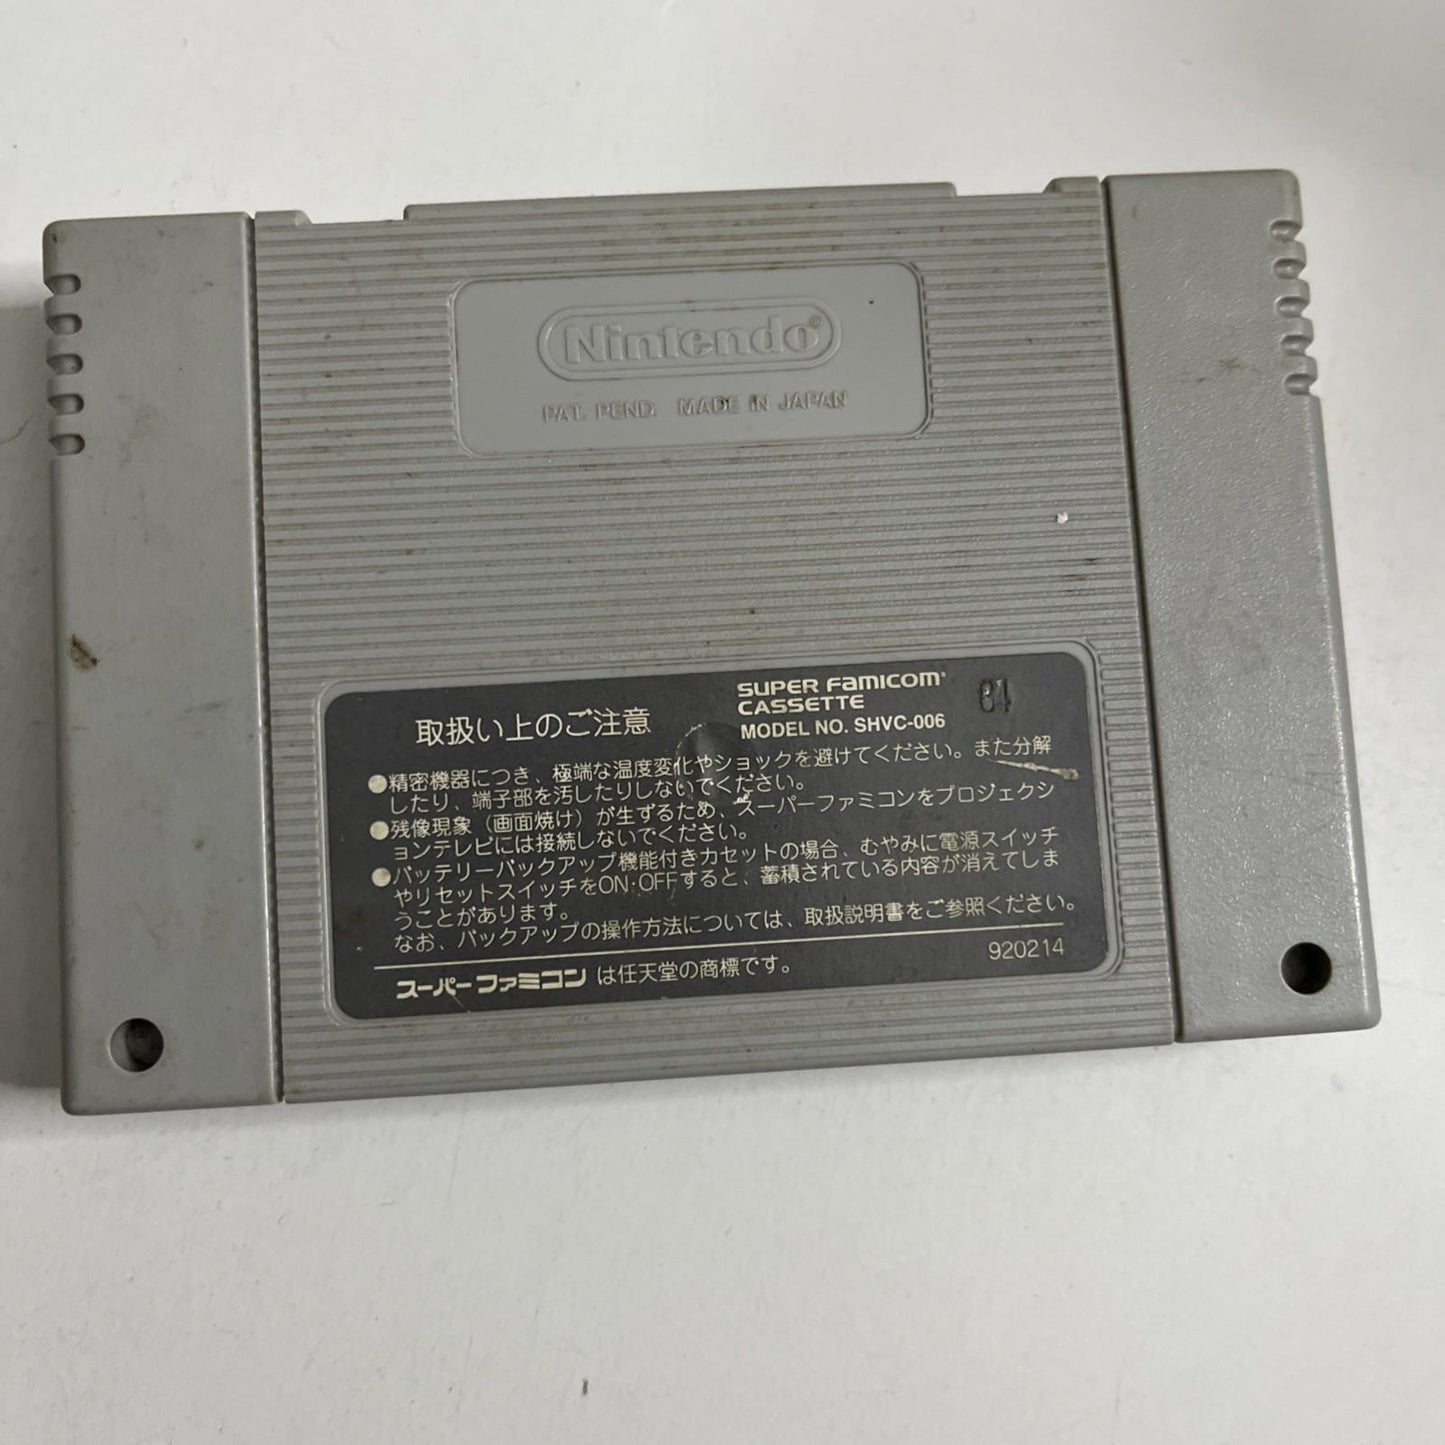 Nintendo®
PAT. PEND. MADE IN JAPAN
取扱い上のご注意
SUPER FAMICOM
CASSETTE
MODEL NO. SHVC-006
●精密機器につき、極端な温度変化やショックを避けてください。また分解
したり、端子部を汚したりしないでください。
●残像現象（画面焼け）が生ずるため、スーパーファミコンをプロジェクシ
ョンテレビには接続しないでください。
●バッテリーバックアップ機能付きカセットの場合、むやみに電源スイッチ
やリセットスイッチをON・OFFすると、蓄積されている内容が消えてしま
うことがあります。
なお、バックアップの操作方法については、取扱説明書をご参照ください。
スーパーファミコンは任天堂の商標です。
920214